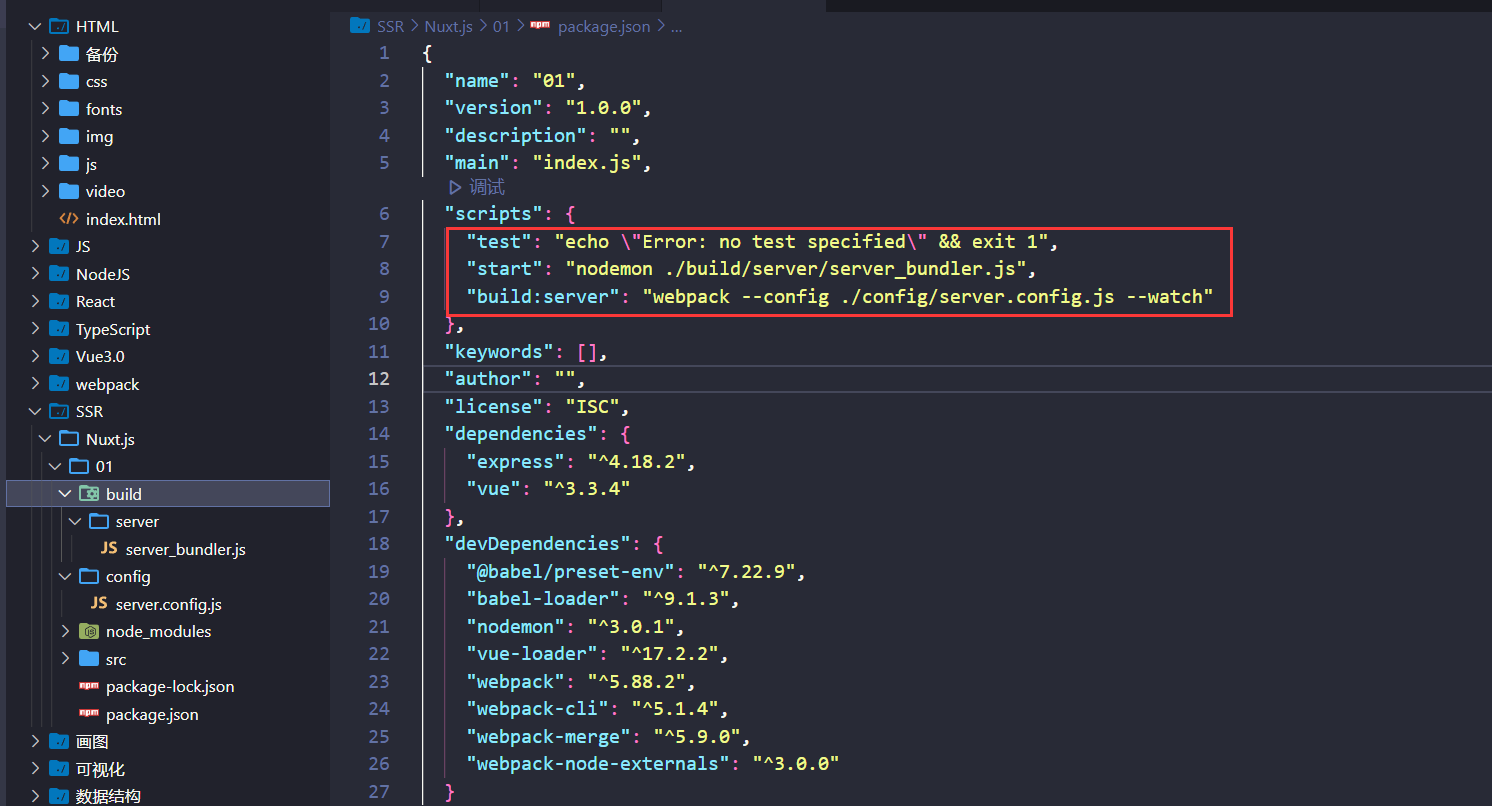 HTML
备份
css
fonts
img
js
video
index.html
JS
NodeJS
React
TypeScript
Vue3.0
webpack
SSR
Nuxt.js
01
build
server
JS server_bundler.js
config
JS server.config.js
node_modules
src
npm package-lock.json
npm package.json
画图
可视化
数据结构
SSR > Nuxt.js > 01 > npm package.json > ...
1 {
2 "name": "01",
3 "version": "1.0.0",
4 "description": "",
5 "main": "index.js",
调试
6 "scripts": {
7 "test": "echo \"Error: no test specified\" && exit 1",
8 "start": "nodemon ./build/server/server_bundler.js",
9 "build:server": "webpack --config ./config/server.config.js --watch"
10 },
11 "keywords": [],
12 "author": "",
13 "license": "ISC",
14 "dependencies": {
15 "express": "^4.18.2",
16 "vue": "^3.3.4"
17 },
18 "devDependencies": {
19 "@babel/preset-env": "^7.22.9",
20 "babel-loader": "^9.1.3",
21 "nodemon": "^3.0.1",
22 "vue-loader": "^17.2.2",
23 "webpack": "^5.88.2",
24 "webpack-cli": "^5.1.4",
25 "webpack-merge": "^5.9.0",
26 "webpack-node-externals": "^3.0.0"
27 }